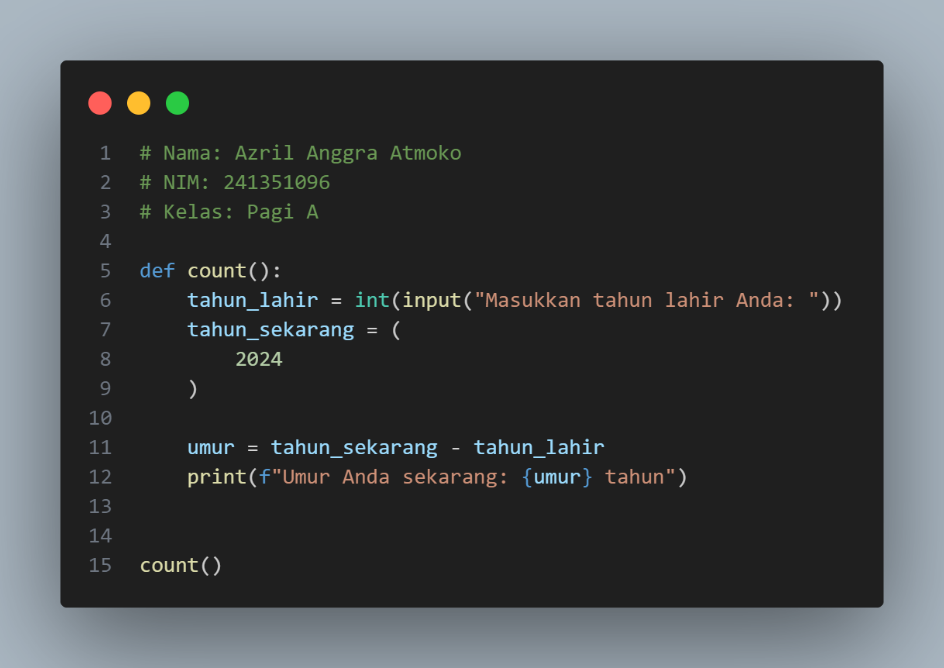 1 # Nama: Azril Anggra Atmoko
2 # NIM: 241351096
3 # Kelas: Pagi A
4
5 def count():
6     tahun_lahir = int(input("Masukkan tahun lahir Anda: "))
7     tahun_sekarang = (
8         2024
9     )
10
11     umur = tahun_sekarang - tahun_lahir
12     print(f"Umur Anda sekarang: {umur} tahun")
13
14
15 count()